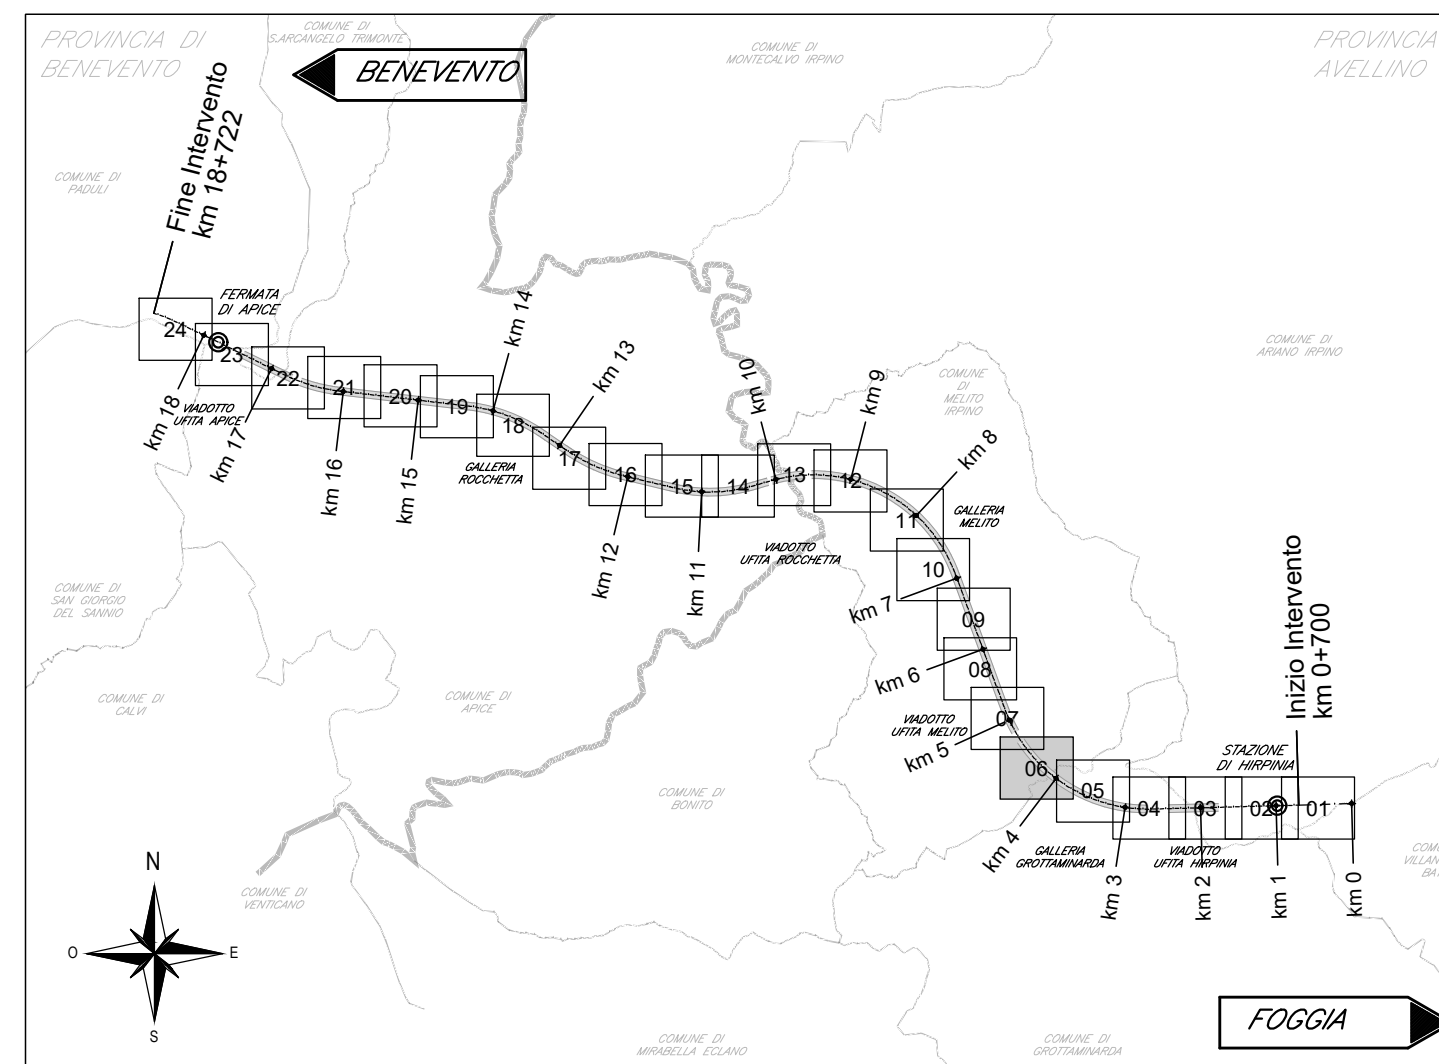 PROVINCIA DI
BENEVENTO
COMUNE DI
S.ARCANGELO TRIMONTE
BENEVENTO
COMUNE DI
MONTECALVO IRPINO
PROVINCIA
AVELLINO
COMUNE DI
PADULI
Fine Intervento
km 18+722
FERMATA
DI APICE
24
23
22
21
20
19
18
17
16
15
14
13
12
11
10
09
08
07
06
05
04
03
02
01
VIADOTTO
UFITA APICE
km 18
km 17
km 16
km 15
km 14
km 13
km 12
km 11
km 10
km 9
km 8
km 7
km 6
km 5
km 4
km 3
km 2
km 1
km 0
GALLERIA
ROCCHETTA
VIADOTTO
UFITA ROCCHETTA
COMUNE
DI
MELITO
IRPINO
COMUNE DI
ARIANO IRPINO
GALLERIA
MELITO
Inizio Intervento
km 0+700
COMUNE DI
SAN GIORGIO
DEL SANNIO
COMUNE DI
CALVI
COMUNE DI
APICE
VIADOTTO
UFITA MELITO
STAZIONE
DI HIRPINIA
COMUNE DI
BONITO
GALLERIA
GROTTAMINARDA
VIADOTTO
UFITA HIRPINIA
COMU
VILLAN
BA
COMUNE DI
VENTICANO
N
O
E
S
FOGGIA
COMUNE DI
MIRABELLA ECLANO
COMUNE DI
GROTTAMINARDA